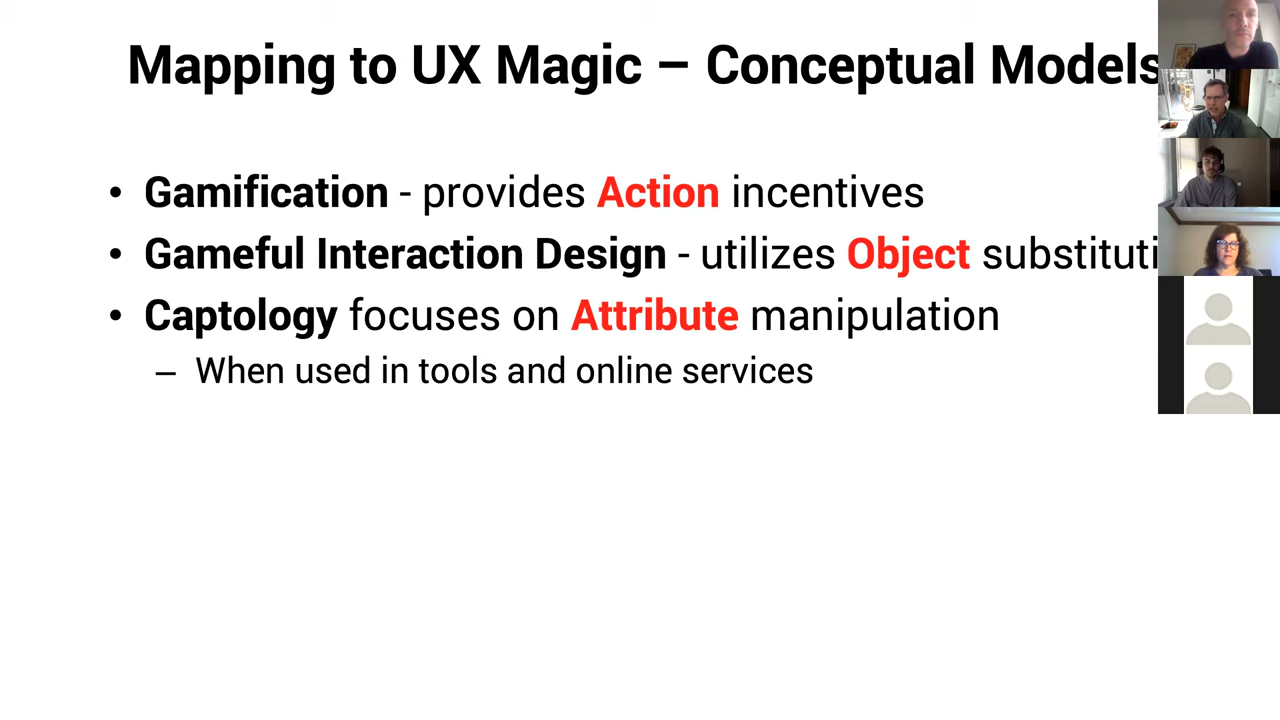 Mapping to UX Magic – Conceptual Models
• Gamification - provides Action incentives
• Gameful Interaction Design - utilizes Object substituti
• Captology focuses on Attribute manipulation
– When used in tools and online services